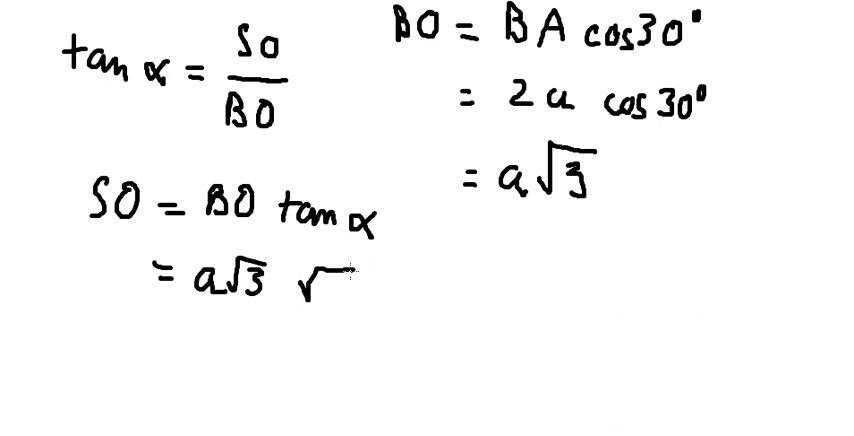 tan α = SO / BO
SO = BO tan α
= a√3 √
BO = BA cos30°
= 2a cos30°
= a√3